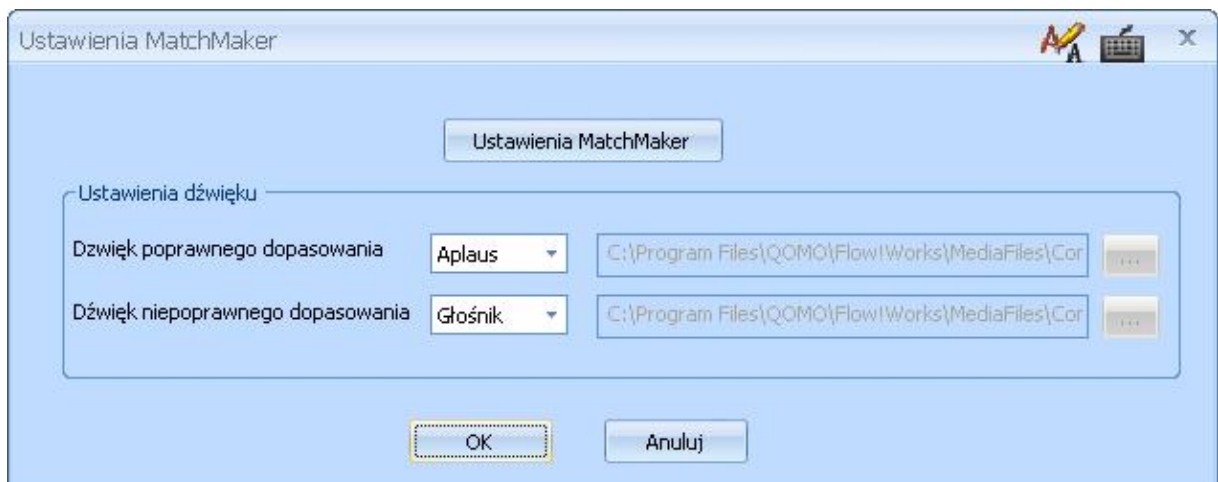 Ustawienia MatchMaker
Ustawienia MatchMaker
Ustawienia dźwięku
Dzwięk poprawnego dopasowania Aplaus C:\Program Files\QOMO\Flow!Works\MediaFiles\Cor ...
Dźwięk niepoprawnego dopasowania Głośnik C:\Program Files\QOMO\Flow!Works\MediaFiles\Cor ...
OK Anuluj